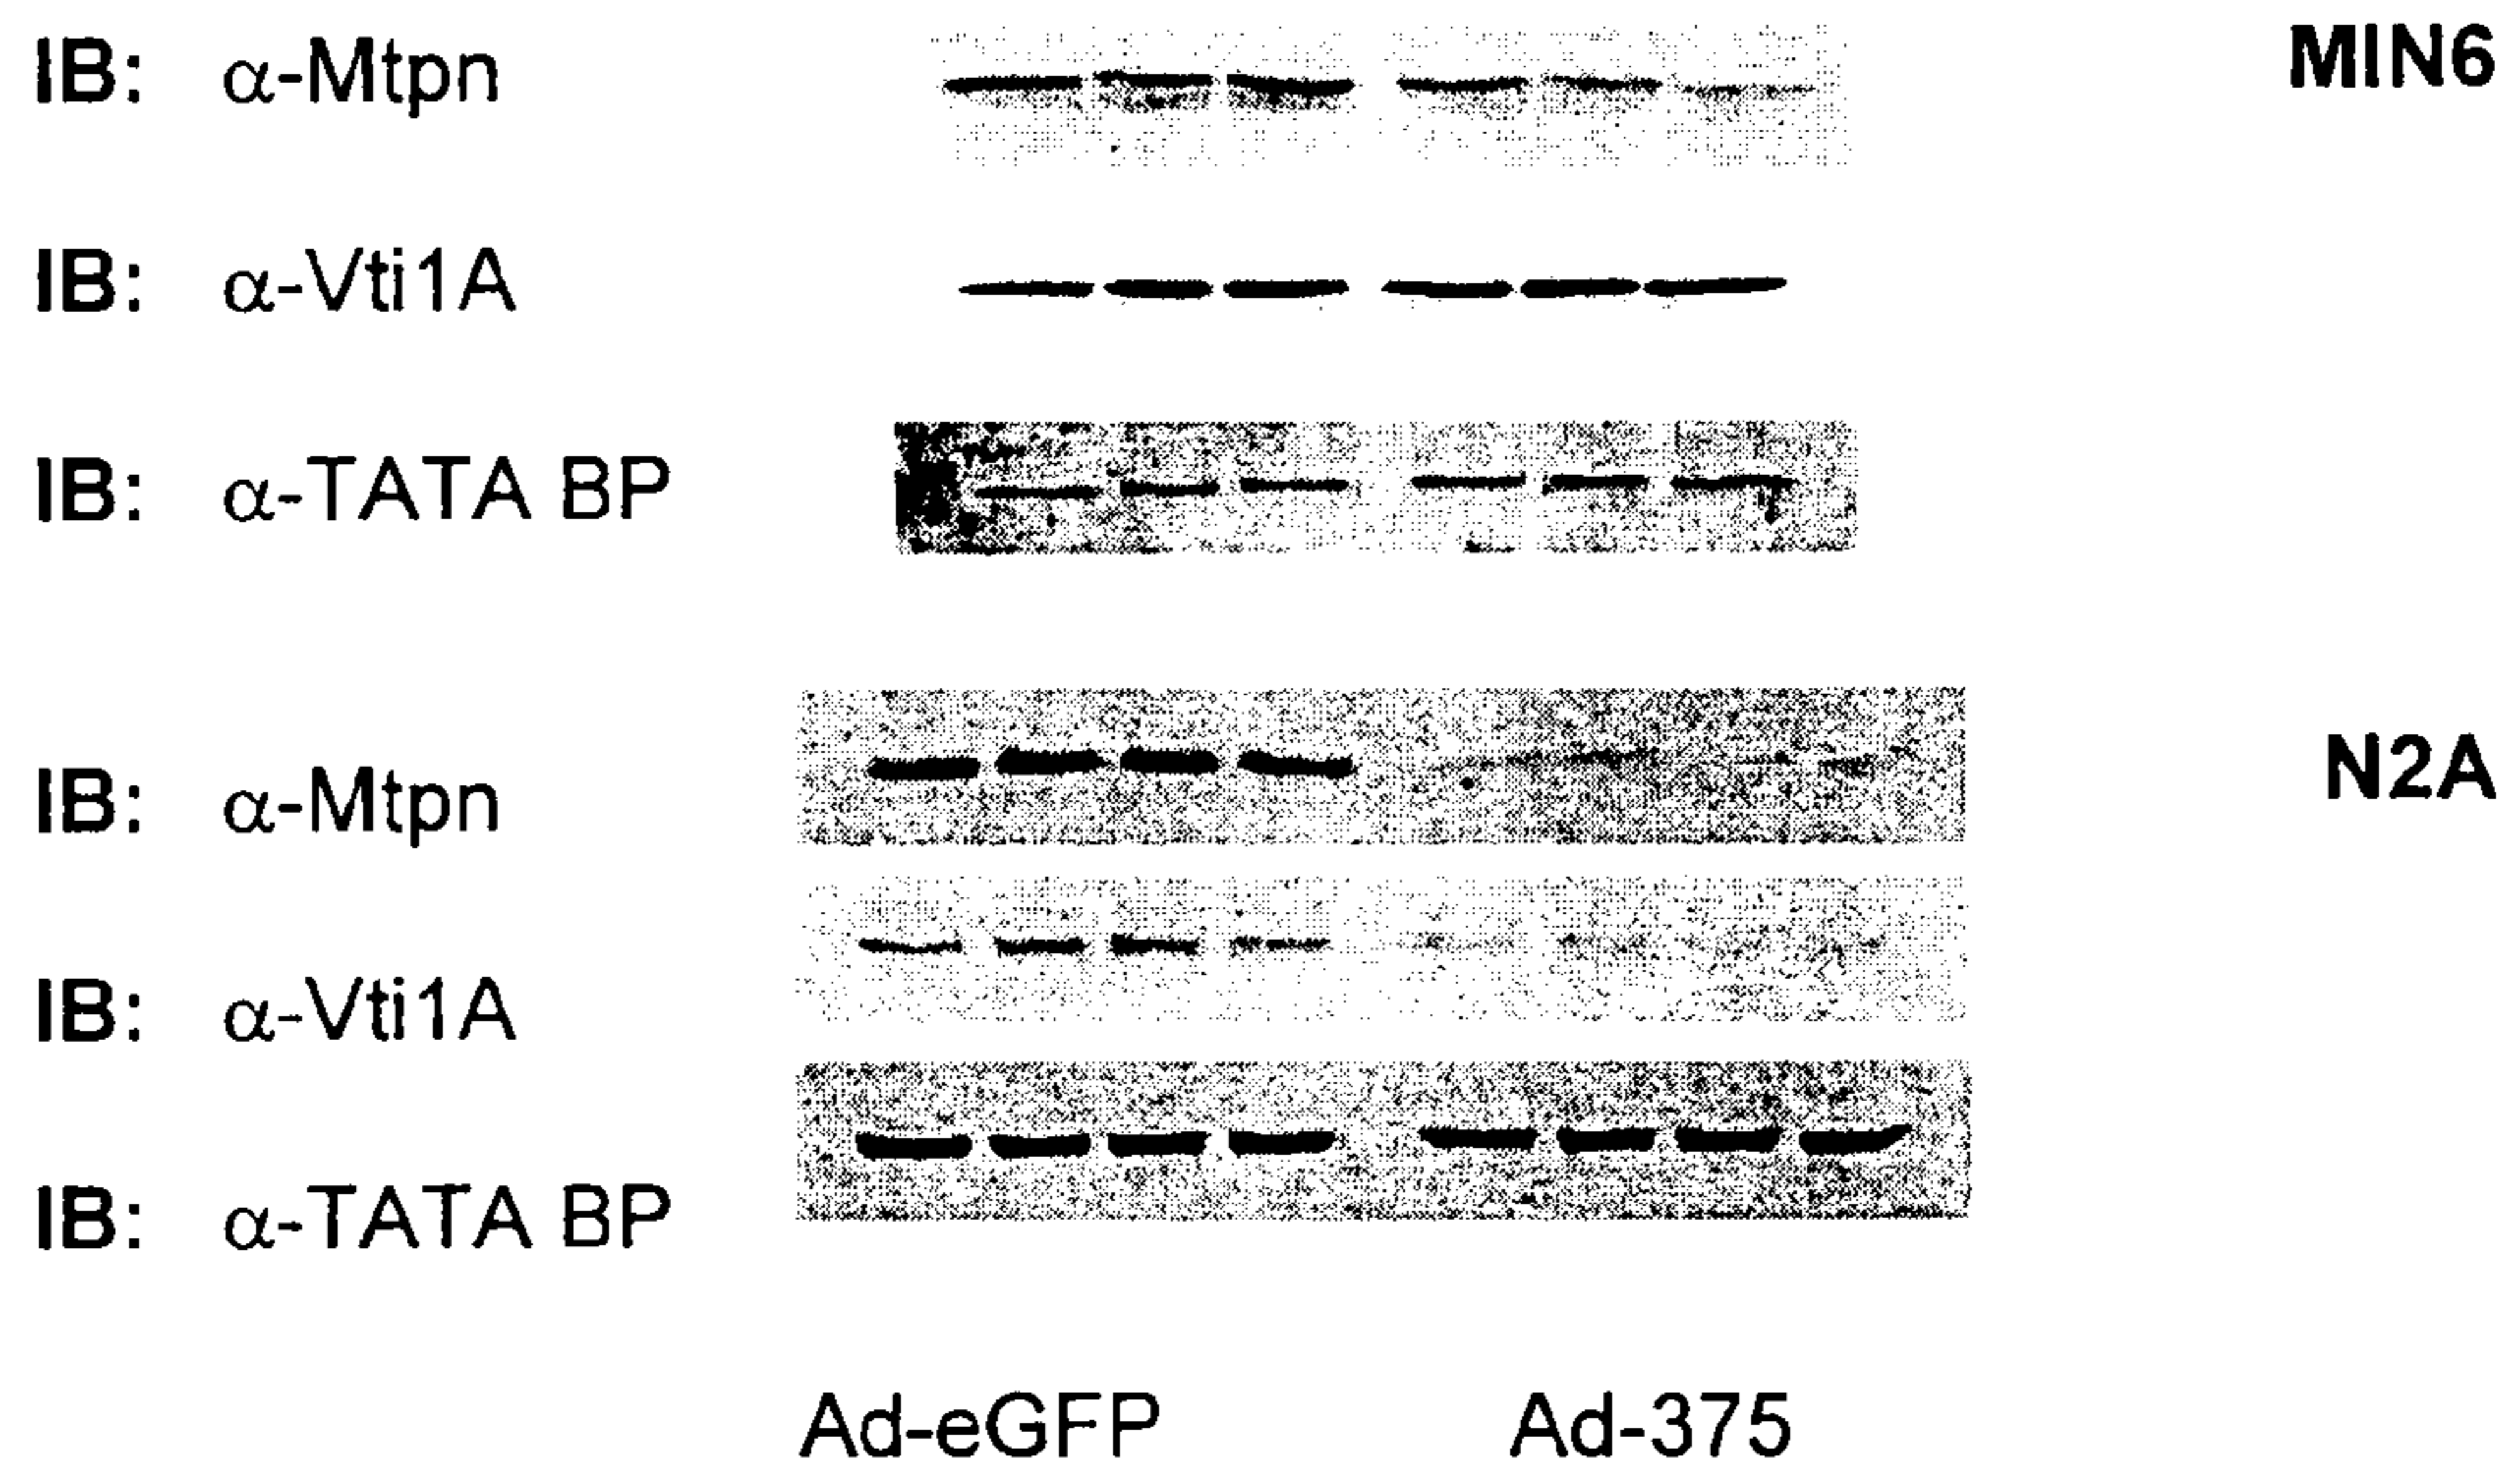 IB: α-Mtpn MIN6
IB: α-Vti1A
IB: α-TATA BP
IB: α-Mtpn N2A
IB: α-Vti1A
IB: α-TATA BP
Ad-eGFP Ad-375